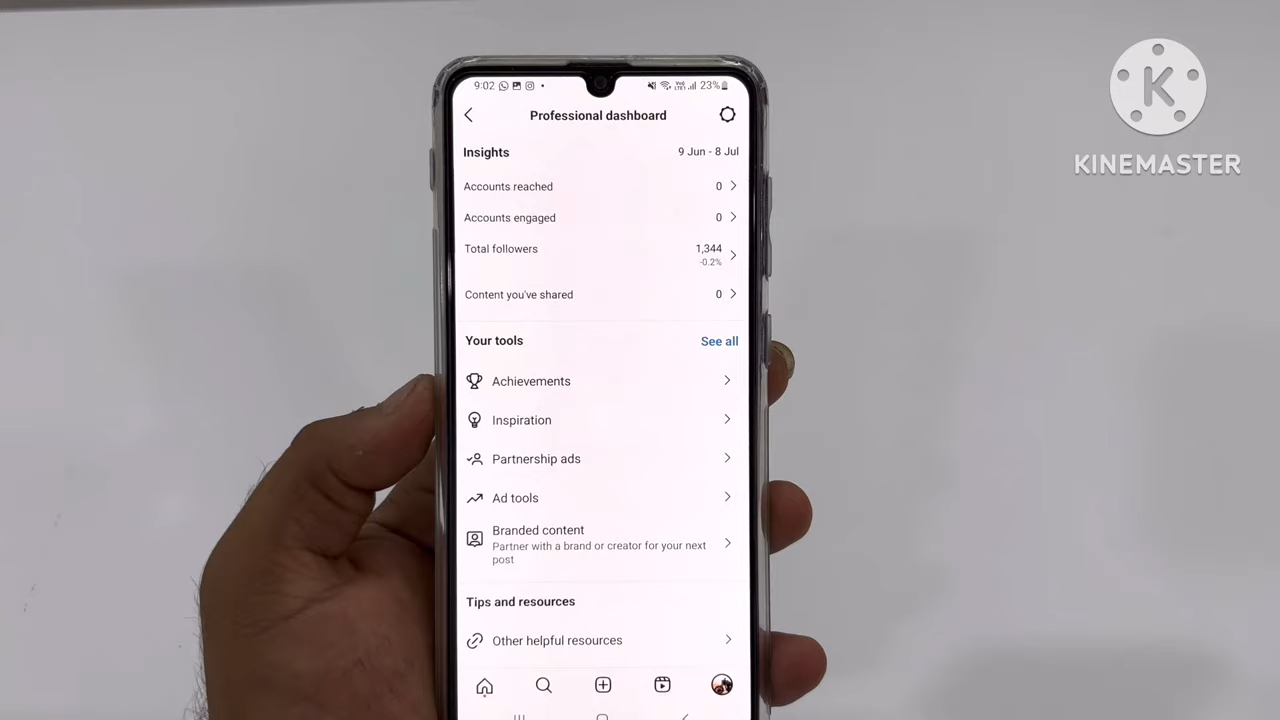 9:02 23%
Professional dashboard
Insights 9 Jun - 8 Jul
Accounts reached 0
Accounts engaged 0
Total followers 1,344
-0.2%
Content you've shared 0
Your tools See all
Achievements
Inspiration
Partnership ads
Ad tools
Branded content
Partner with a brand or creator for your next
post
Tips and resources
Other helpful resources
K
KINEMASTER